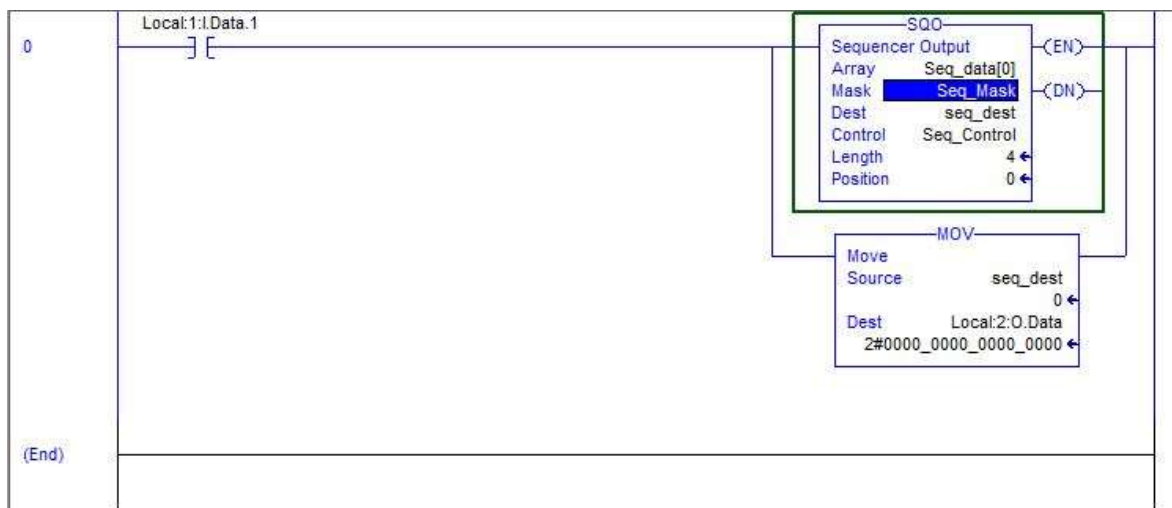 Local:1:I.Data.1
0
SQO
Sequencer Output
Array Seq_data[0]
Mask Seq_Mask
Dest seq_dest
Control Seq_Control
Length 4
Position 0
(EN)
(DN)
MOV
Move
Source seq_dest
0
Dest Local:2:O.Data
2#0000_0000_0000_0000
(End)